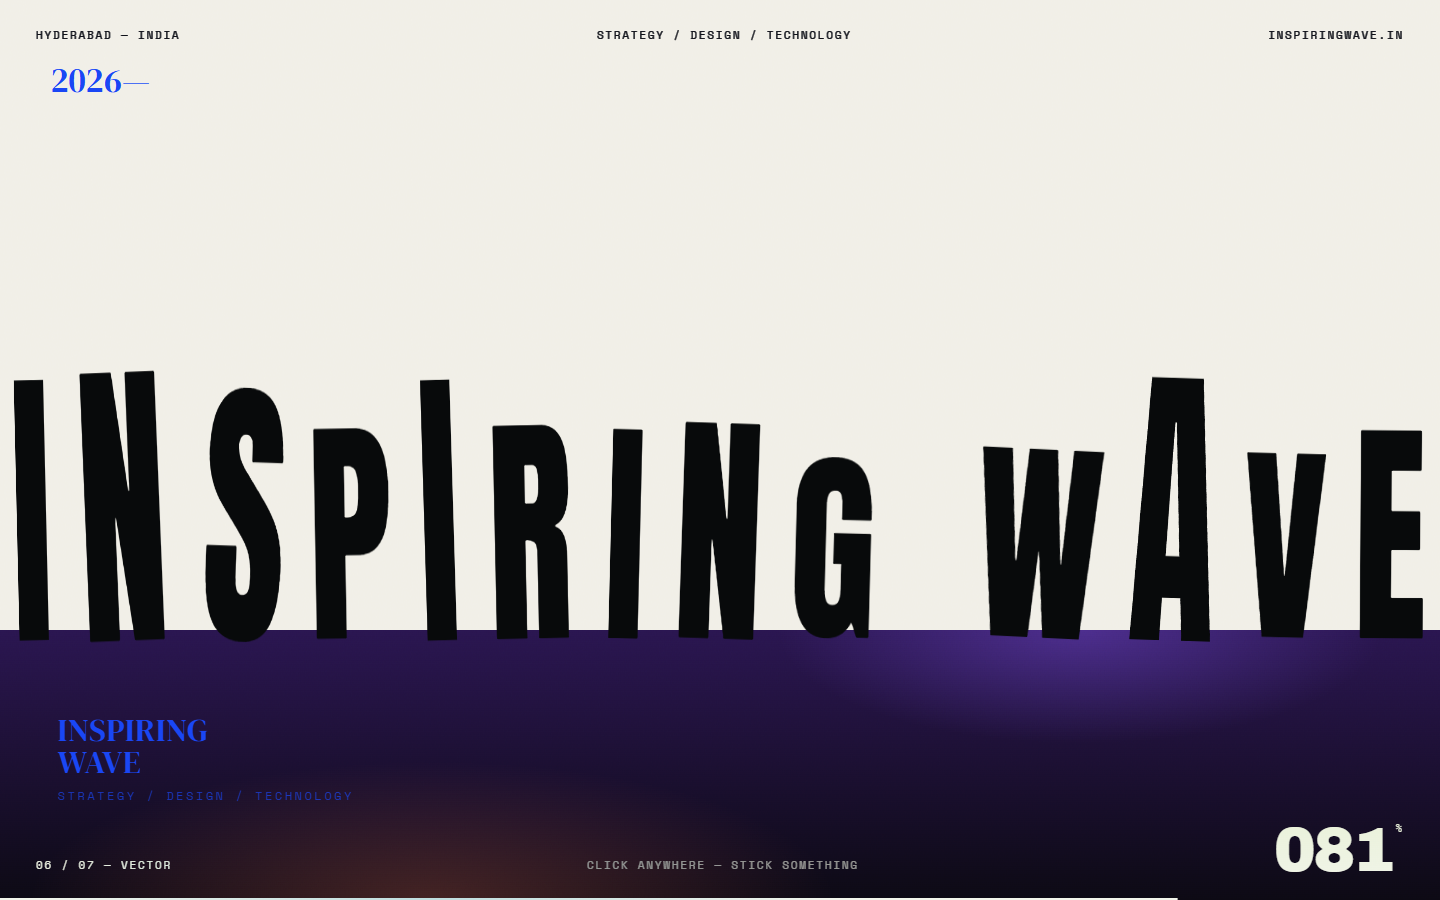 HYDERABAD — INDIA
STRATEGY / DESIGN / TECHNOLOGY
INSPIRINGWAVE.IN
2026—
INSPIRING WAVE
INSPIRING
WAVE
STRATEGY / DESIGN / TECHNOLOGY
06 / 07 — VECTOR
CLICK ANYWHERE — STICK SOMETHING
081%